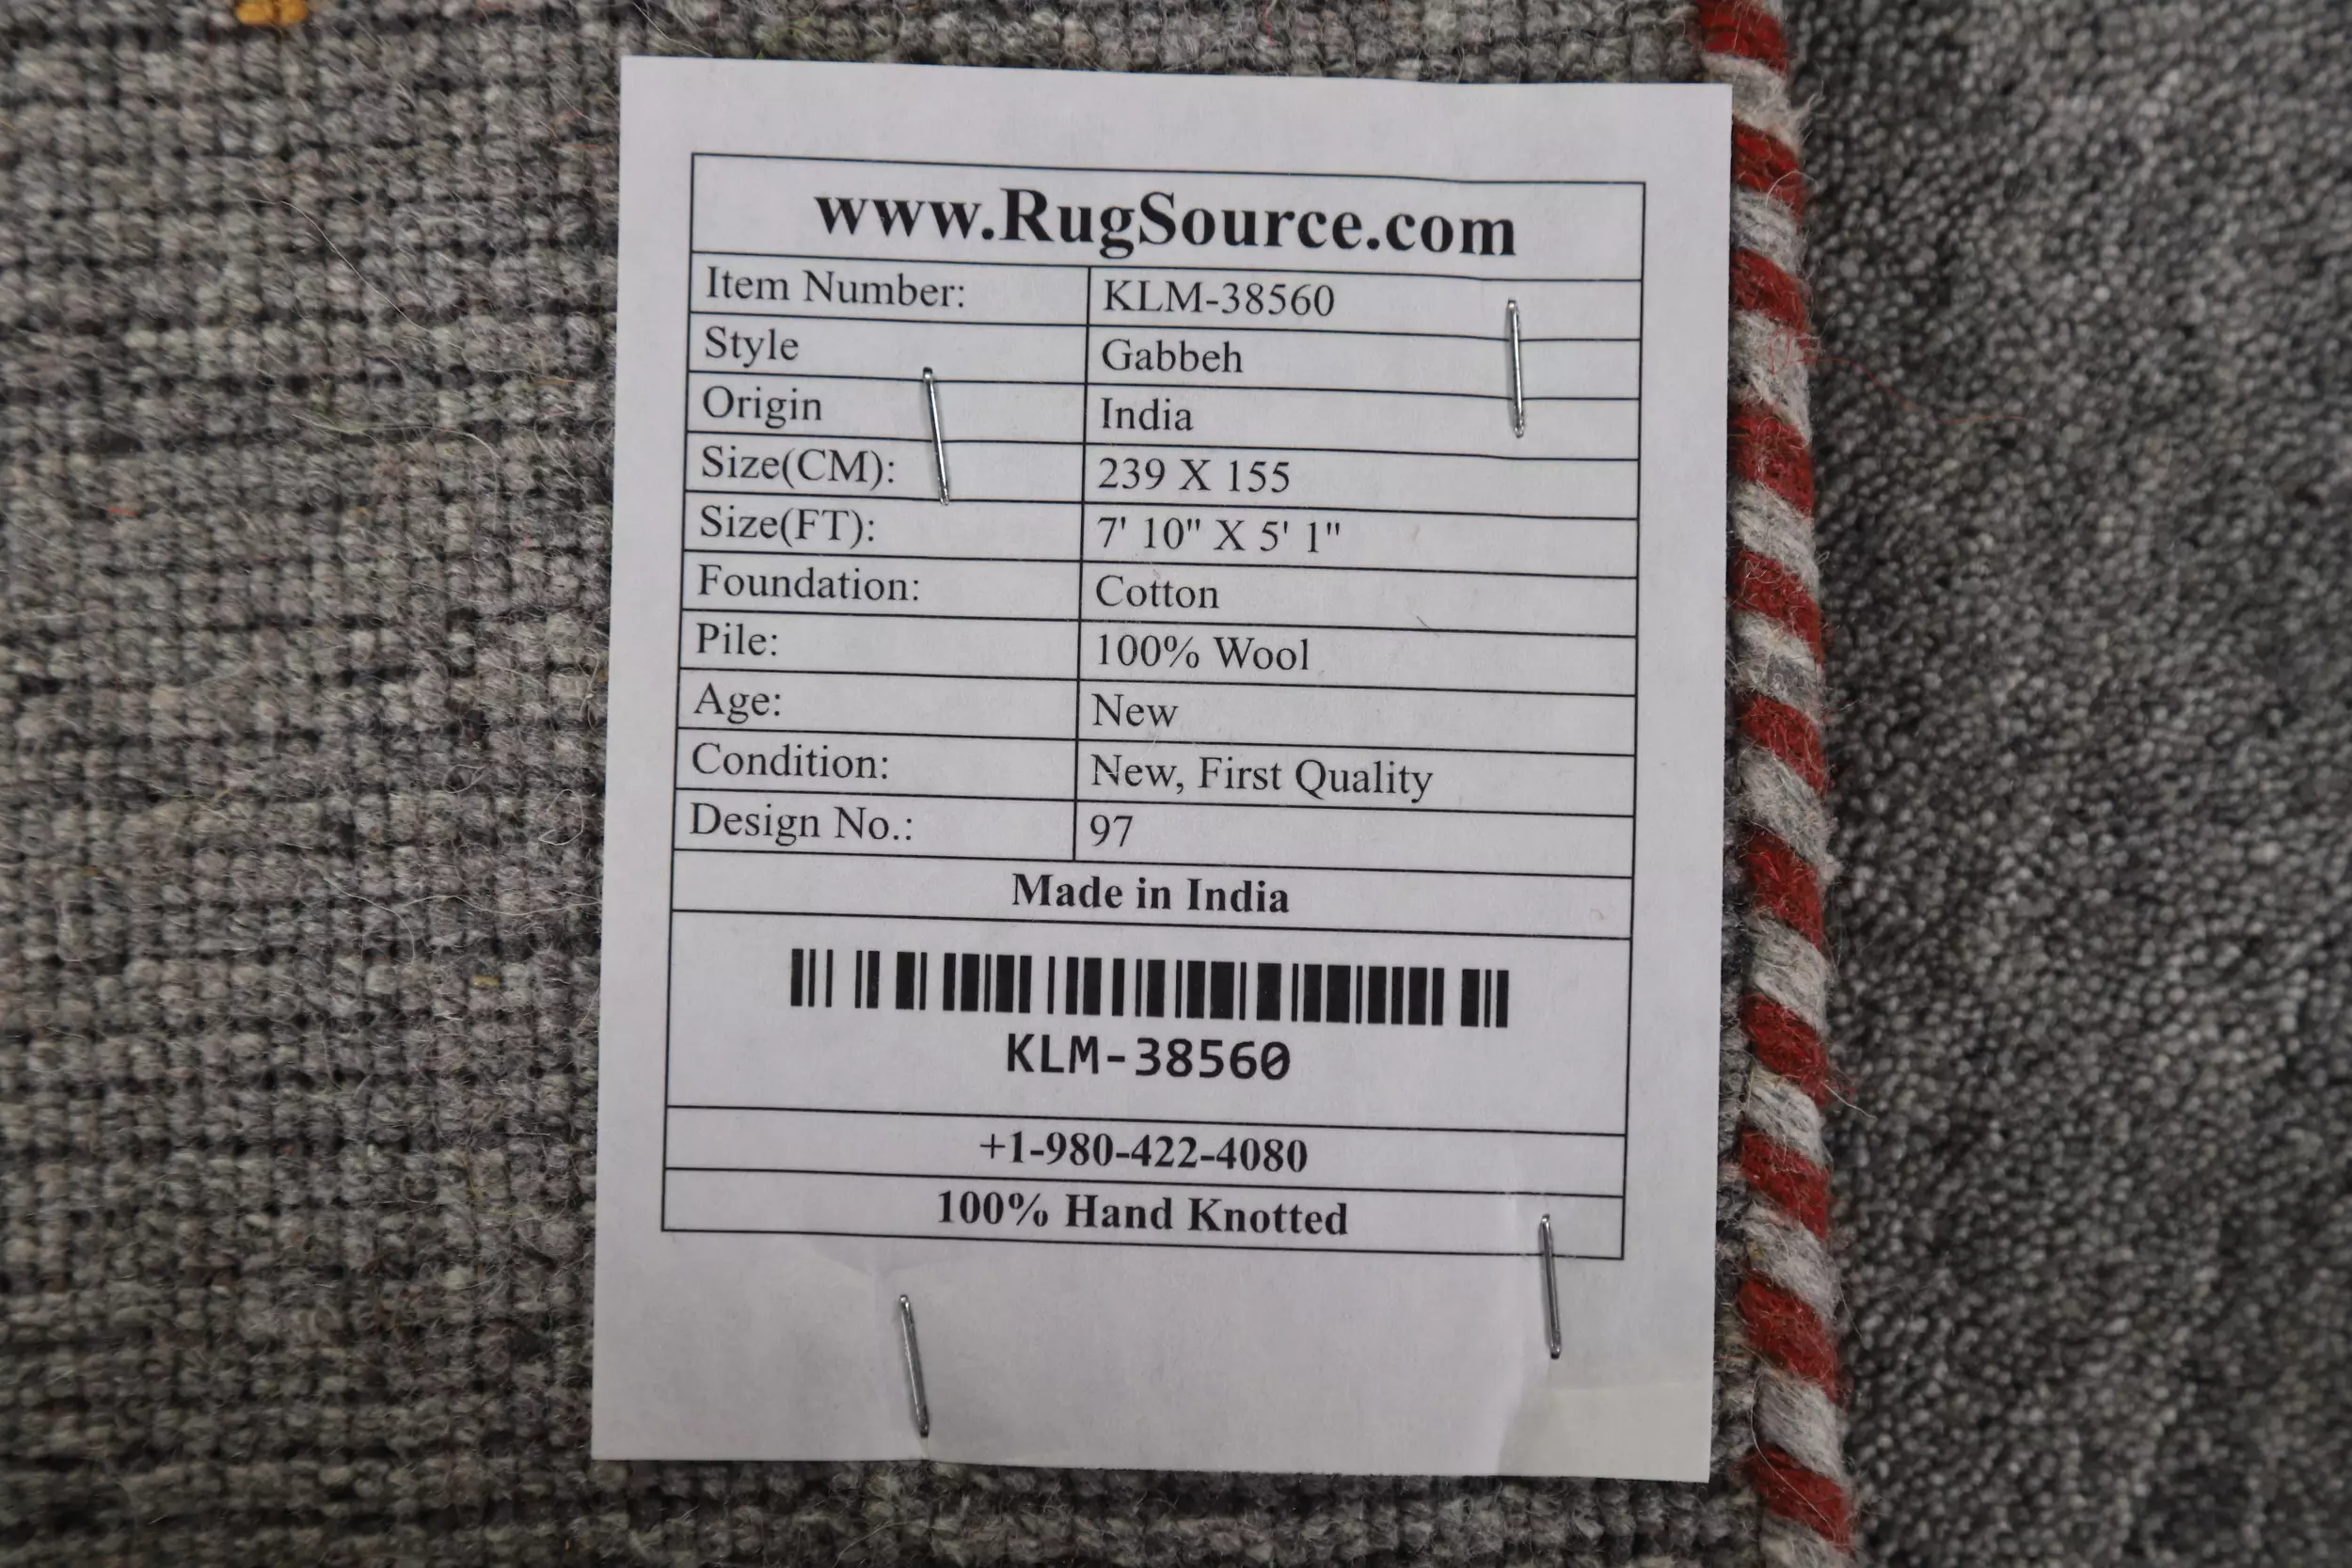 www.RugSource.com
Item Number: KLM-38560
Style Gabbeh
Origin India
Size(CM): 239 X 155
Size(FT): 7' 10" X 5' 1"
Foundation: Cotton
Pile: 100% Wool
Age: New
Condition: New, First Quality
Design No.: 97
Made in India
KLM-38560
+1-980-422-4080
100% Hand Knotted